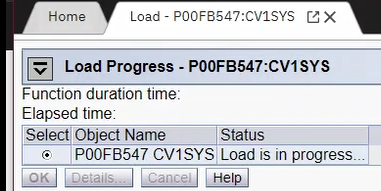 Home
Load - P00FB547:CV1SYS
Load Progress - P00FB547:CV1SYS
Function duration time:
Elapsed time:
Select Object Name Status
P00FB547 CV1SYS Load is in progress...
OK Details... Cancel Help